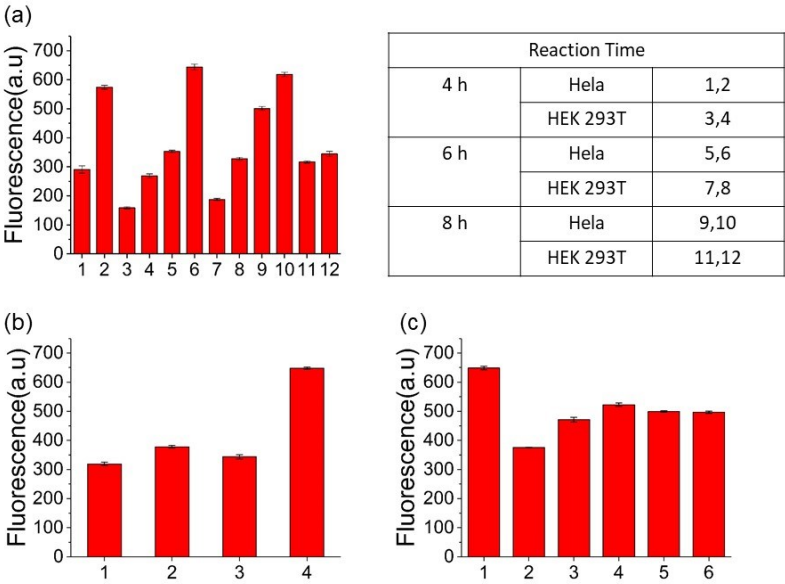 (a)
Fluorescence(a.u)
700
600
500
400
300
200
100
0
1 2 3 4 5 6 7 8 9 10 11 12
Reaction Time
4 h Hela 1,2
HEK 293T 3,4
6 h Hela 5,6
HEK 293T 7,8
8 h Hela 9,10
HEK 293T 11,12
(b)
Fluorescence(a.u)
700
600
500
400
300
200
100
0
1 2 3 4
(c)
Fluorescence(a.u)
700
600
500
400
300
200
100
0
1 2 3 4 5 6